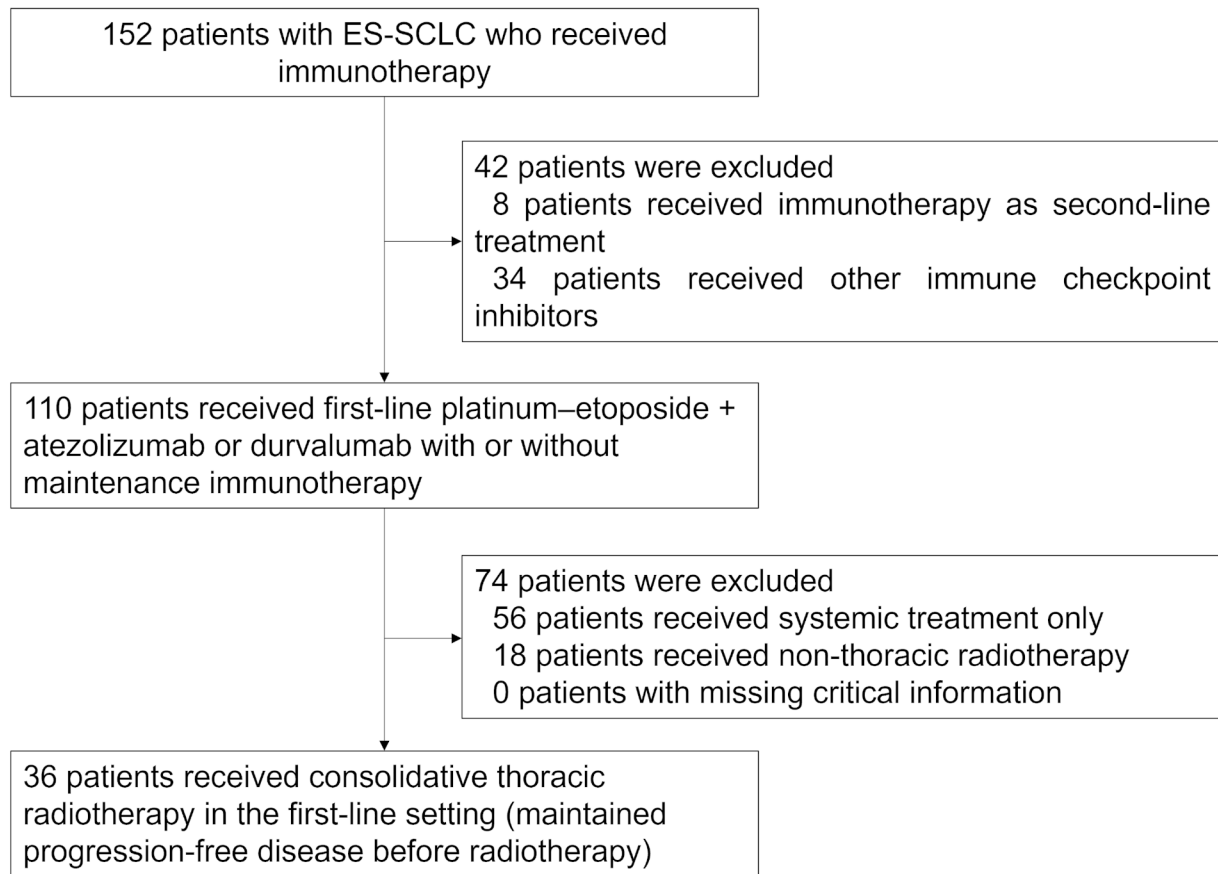 152 patients with ES-SCLC who received
immunotherapy
42 patients were excluded
8 patients received immunotherapy as second-line
treatment
34 patients received other immune checkpoint
inhibitors
110 patients received first-line platinum–etoposide +
atezolizumab or durvalumab with or without
maintenance immunotherapy
74 patients were excluded
56 patients received systemic treatment only
18 patients received non-thoracic radiotherapy
0 patients with missing critical information
36 patients received consolidative thoracic
radiotherapy in the first-line setting (maintained
progression-free disease before radiotherapy)